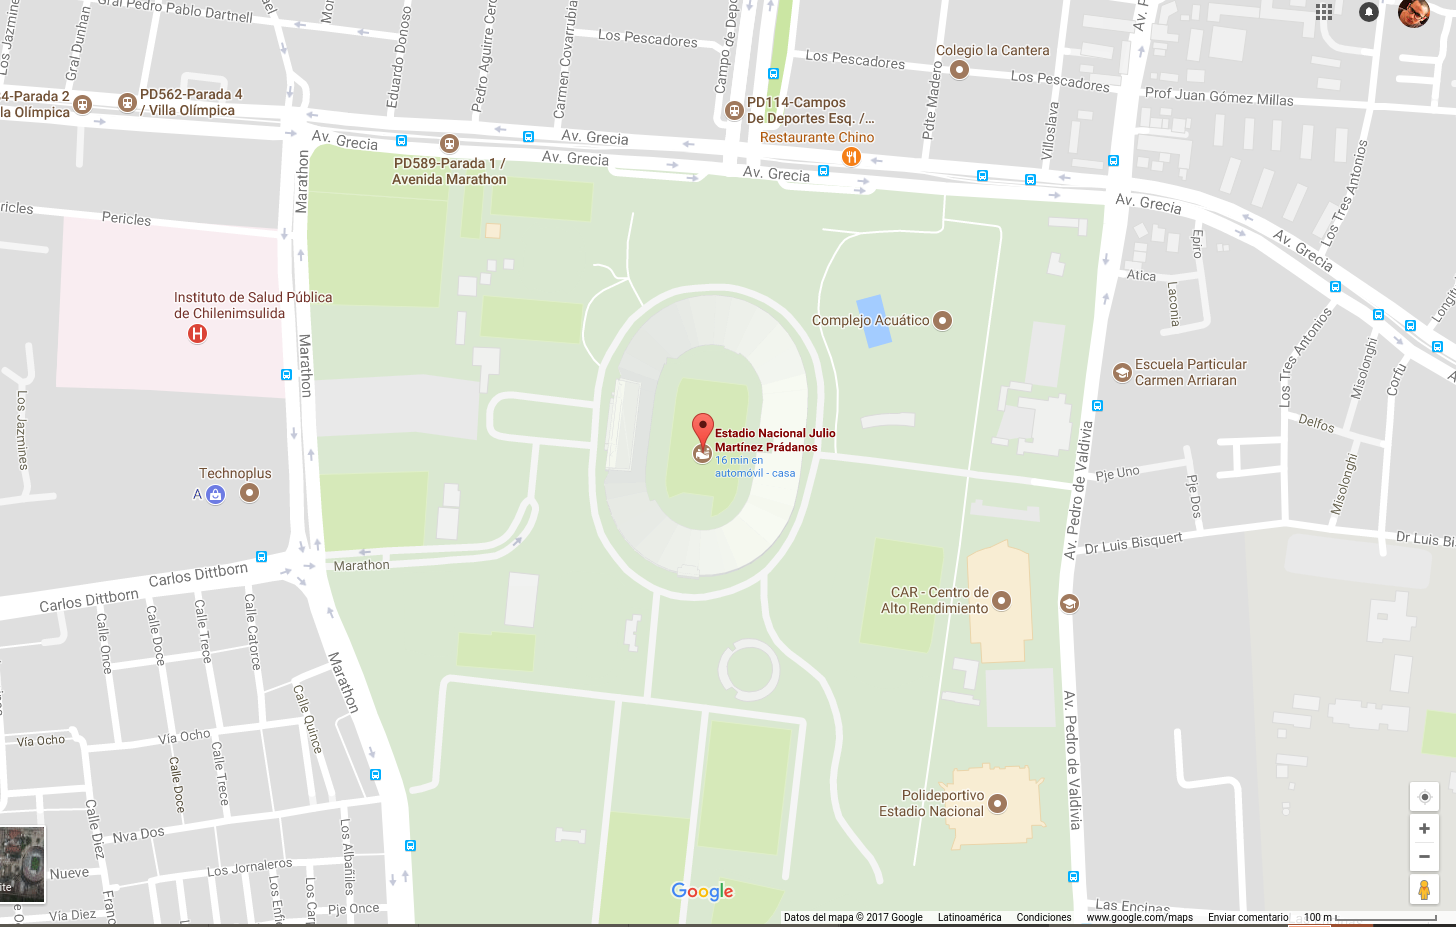 Gral Pedro Pablo Dartnell
Los Jazmines
Gral Dunhan
Eduardo Donoso
Pedro Aguirre Cerd
Carmen Covarrubia
Los Pescadores
Campo de Depo
Los Pescadores
Pdte. Madero
Colegio la Cantera
Los Pescadores
Villoslava
Av. P
Prof Juan Gómez Millas
Los Tres Antonios
64-Parada 2
la Olímpica
PD562-Parada 4
/ Villa Olímpica
PD114-Campos
De Deportes Esq. /...
Restaurante Chino
Av. Grecia
Av. Grecia
Av. Grecia
Av. Grecia
Av. Grecia
Av. Grecia
PD589-Parada 1 /
Avenida Marathon
Marathon
ricles
Pericles
Epiro
Atica
Laconia
Longit
Instituto de Salud Pública
de Chilenimsulida
Complejo Acuático
Marathon
Los Tres Antonios
Misolonghi
Corfu
Escuela Particular
Carmen Arriaran
Los Jazmines
Delfos
Estadio Nacional Julio
Martínez Prádanos
16 min en
automóvil - casa
Technoplus
A
Av. Pedro de Valdivia
Pje Uno
Pje Dos
Misolonghi
Dr Luis Bisquert
Dr Luis Bi
Marathon
Carlos Dittborn
Carlos Dittborn
CAR - Centro de
Alto Rendimiento
Calle Once
Calle Doce
Calle Trece
Calle Catorce
Marathon
Calle Quince
Av. Pedro de Valdivia
Vía Ocho
Vía Ocho
Calle Doce
Calle Trece
Polideportivo
Estadio Nacional
Calle Diez
Nva Dos
Los Albañiles
ite
Nueve
Los Jornaleros
Los Enfie
Los Car
Franc
Vía Diez
Pje Once
Google
Las Encinas
Datos del mapa © 2017 Google
Latinoamérica
Condiciones
www.google.com/maps
Enviar comentario
100 m